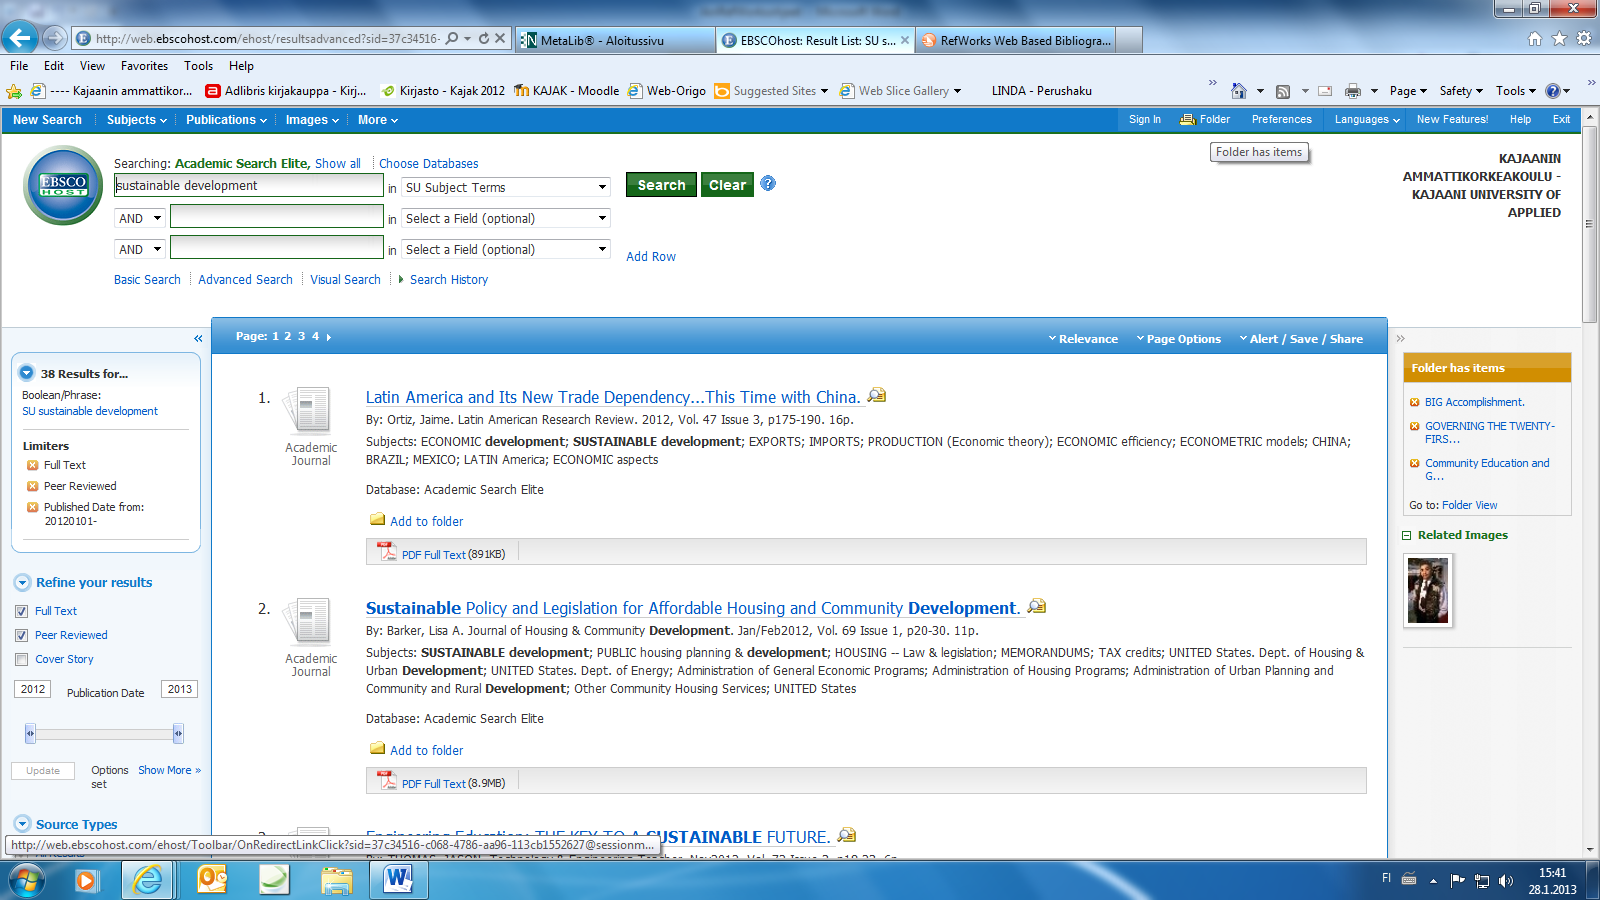 http://web.ebscohost.com/ehost/resultsadvanced?sid=37c34516-
MetaLib® - Aloitussivu
EBSCOhost: Result List: SU s...
RefWorks Web Based Bibliogra...
File Edit View Favorites Tools Help
---- Kajaanin ammattikor... Adlibris kirjakauppa - Kirj... Kirjasto - Kajak 2012 KAJAK - Moodle Web-Origo Suggested Sites Web Slice Gallery LINDA - Perushaku
Page Safety Tools
New Search Subjects Publications Images More
Sign In Folder Preferences Languages New Features! Help Exit
Folder has items
KAJAANIN
AMMATTIKORKEAKOULU -
KAJAANI UNIVERSITY OF
APPLIED
EBSCO
HOST
Searching: Academic Search Elite, Show all Choose Databases
sustainable development in SU Subject Terms Search Clear ?
AND in Select a Field (optional)
AND in Select a Field (optional)
Add Row
Basic Search Advanced Search Visual Search Search History
«
38 Results for...
Boolean/Phrase:
SU sustainable development
Limiters
Full Text
Peer Reviewed
Published Date from:
20120101-
Refine your results
Full Text
Peer Reviewed
Cover Story
2012 Publication Date 2013
Update Options set Show More »
Source Types
All Results
Page: 1 2 3 4
Relevance Page Options Alert / Save / Share
1. Latin America and Its New Trade Dependency...This Time with China.
Academic
Journal
By: Ortiz, Jaime. Latin American Research Review. 2012, Vol. 47 Issue 3, p175-190. 16p.
Subjects: ECONOMIC development; SUSTAINABLE development; EXPORTS; IMPORTS; PRODUCTION (Economic theory); ECONOMIC efficiency; ECONOMETRIC models; CHINA;
BRAZIL; MEXICO; LATIN America; ECONOMIC aspects
Database: Academic Search Elite
Add to folder
PDF Full Text (891KB)
2. Sustainable Policy and Legislation for Affordable Housing and Community Development.
Academic
Journal
By: Barker, Lisa A. Journal of Housing & Community Development. Jan/Feb2012, Vol. 69 Issue 1, p20-30. 11p.
Subjects: SUSTAINABLE development; PUBLIC housing planning & development; HOUSING -- Law & legislation; MEMORANDUMS; TAX credits; UNITED States. Dept. of Housing &
Urban Development; UNITED States. Dept. of Energy; Administration of General Economic Programs; Administration of Housing Programs; Administration of Urban Planning and
Community and Rural Development; Other Community Housing Services; UNITED States
Database: Academic Search Elite
Add to folder
PDF Full Text (8.9MB)
Engineering Education: THE KEY TO A SUSTAINABLE FUTURE.
»
Folder has items
BIG Accomplishment.
GOVERNING THE TWENTY-
FIRS...
Community Education and
G...
Go to: Folder View
Related Images
http://web.ebscohost.com/ehost/Toolbar/OnRedirectLinkClick?sid=37c34516-c068-4786-aa96-113cb1552627@sessionm...
FI
15:41
28.1.2013